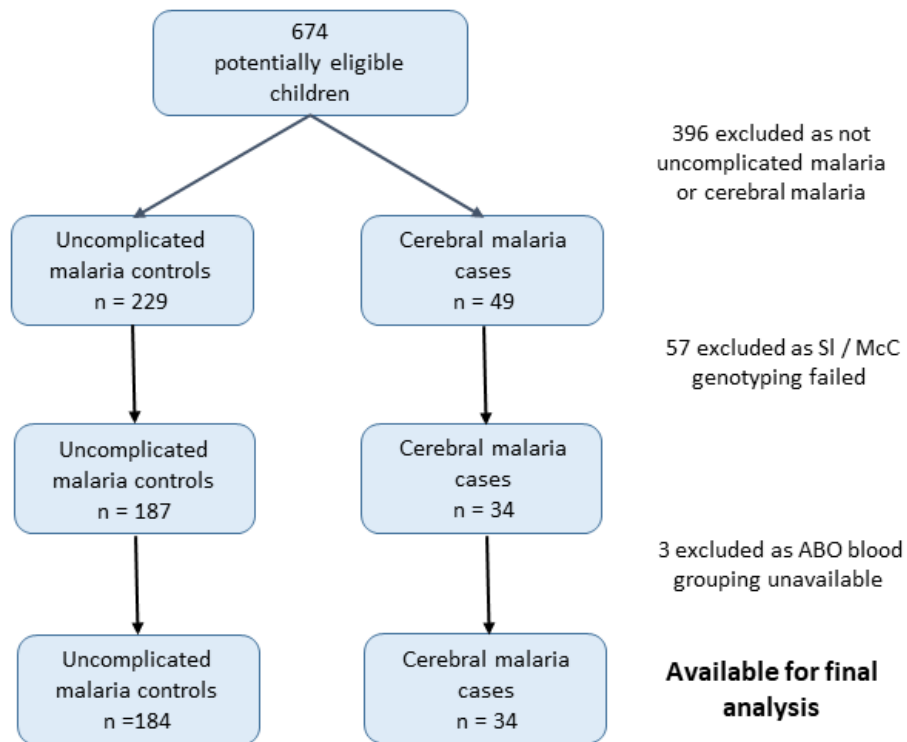 674
potentially eligible
children
396 excluded as not
uncomplicated malaria
or cerebral malaria
Uncomplicated
malaria controls
n = 229
Cerebral malaria
cases
n = 49
57 excluded as Sl / McC
genotyping failed
Uncomplicated
malaria controls
n = 187
Cerebral malaria
cases
n = 34
3 excluded as ABO blood
grouping unavailable
Uncomplicated
malaria controls
n =184
Cerebral malaria
cases
n = 34
Available for final
analysis